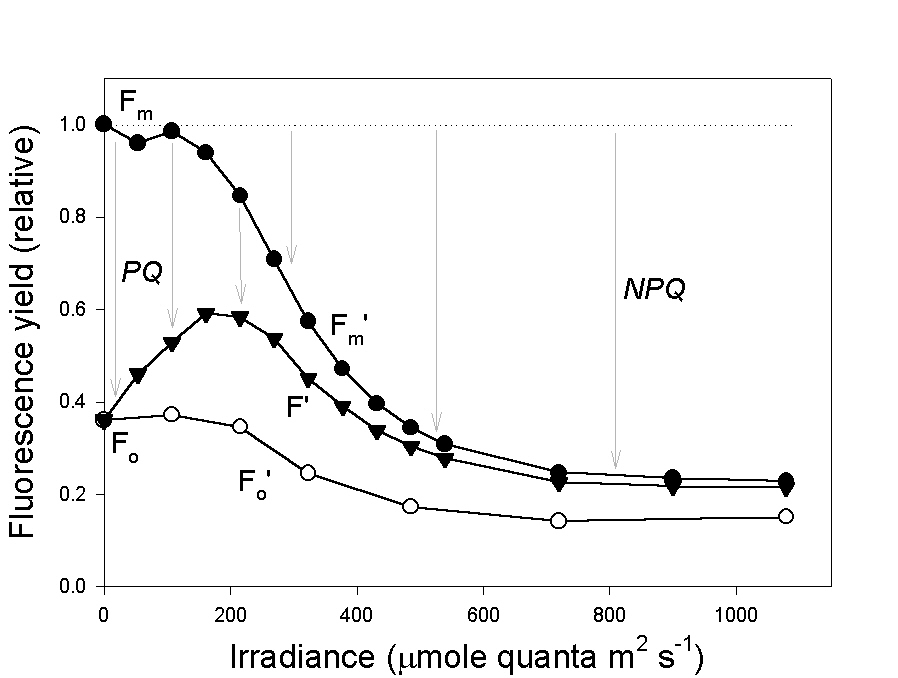 Fluorescence yield (relative)
1.0
0.8
0.6
0.4
0.2
0.0
Fm
PQ
NPQ
Fm'
F'
Fo
Fo'
0 200 400 600 800 1000
Irradiance (μmole quanta m² s⁻¹)